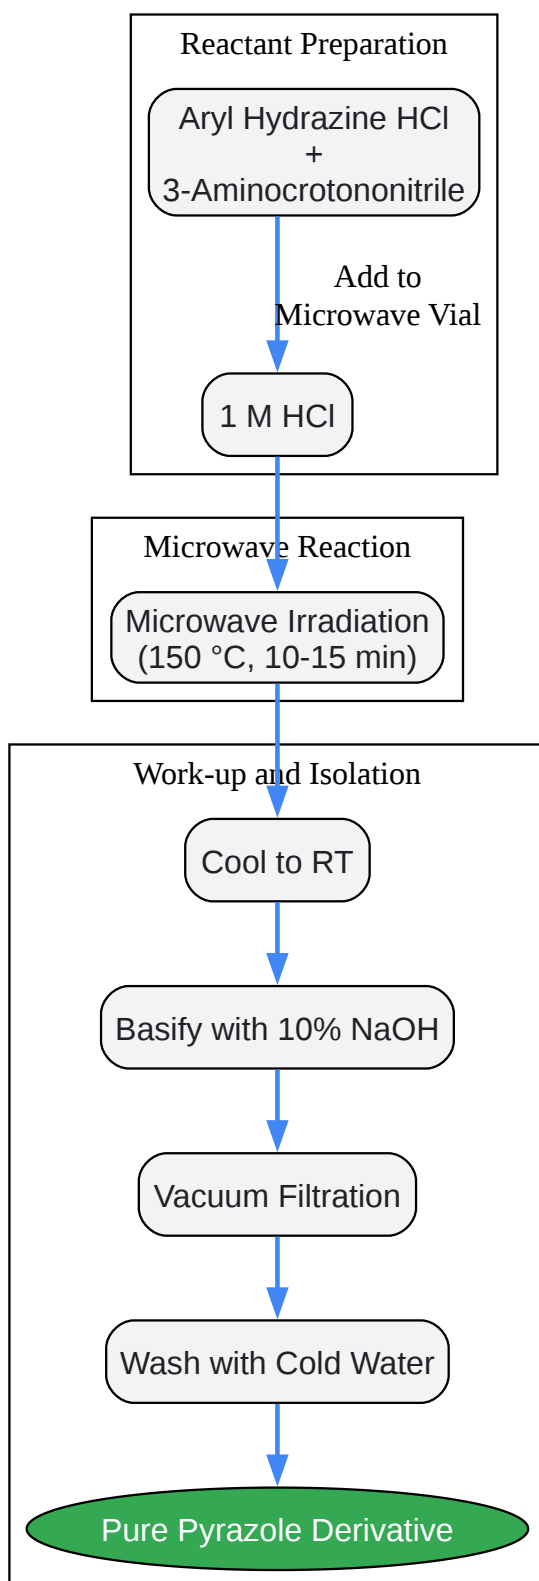 Reactant Preparation
Aryl Hydrazine HCl
+
3-Aminocrotononitrile
Add to
Microwave Vial
1 M HCl
Microwave Reaction
Microwave Irradiation
(150 °C, 10-15 min)
Work-up and Isolation
Cool to RT
Basify with 10% NaOH
Vacuum Filtration
Wash with Cold Water
Pure Pyrazole Derivative